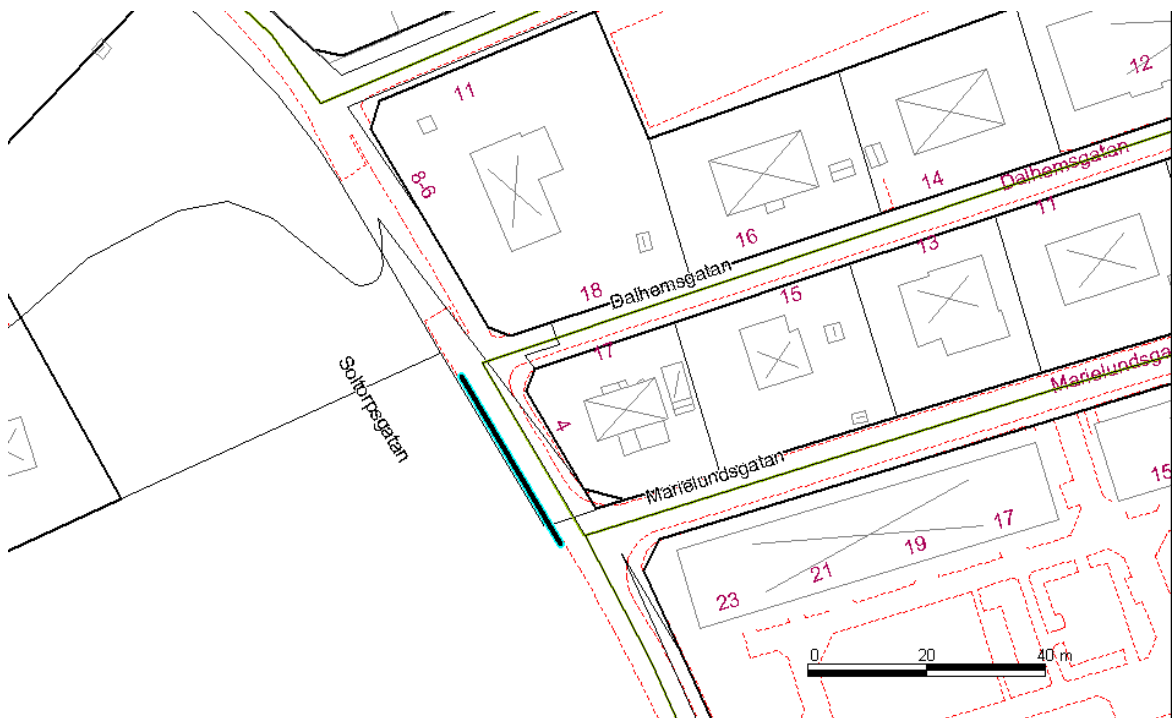 12
11
8-6
Dalhemsgatan
14
11
16
13
Dalhemsgatan
18
15
17
Marielundsga
Soltorpsgatan
4
Marielundsgatan
15
17
19
21
23
0 20 40 m